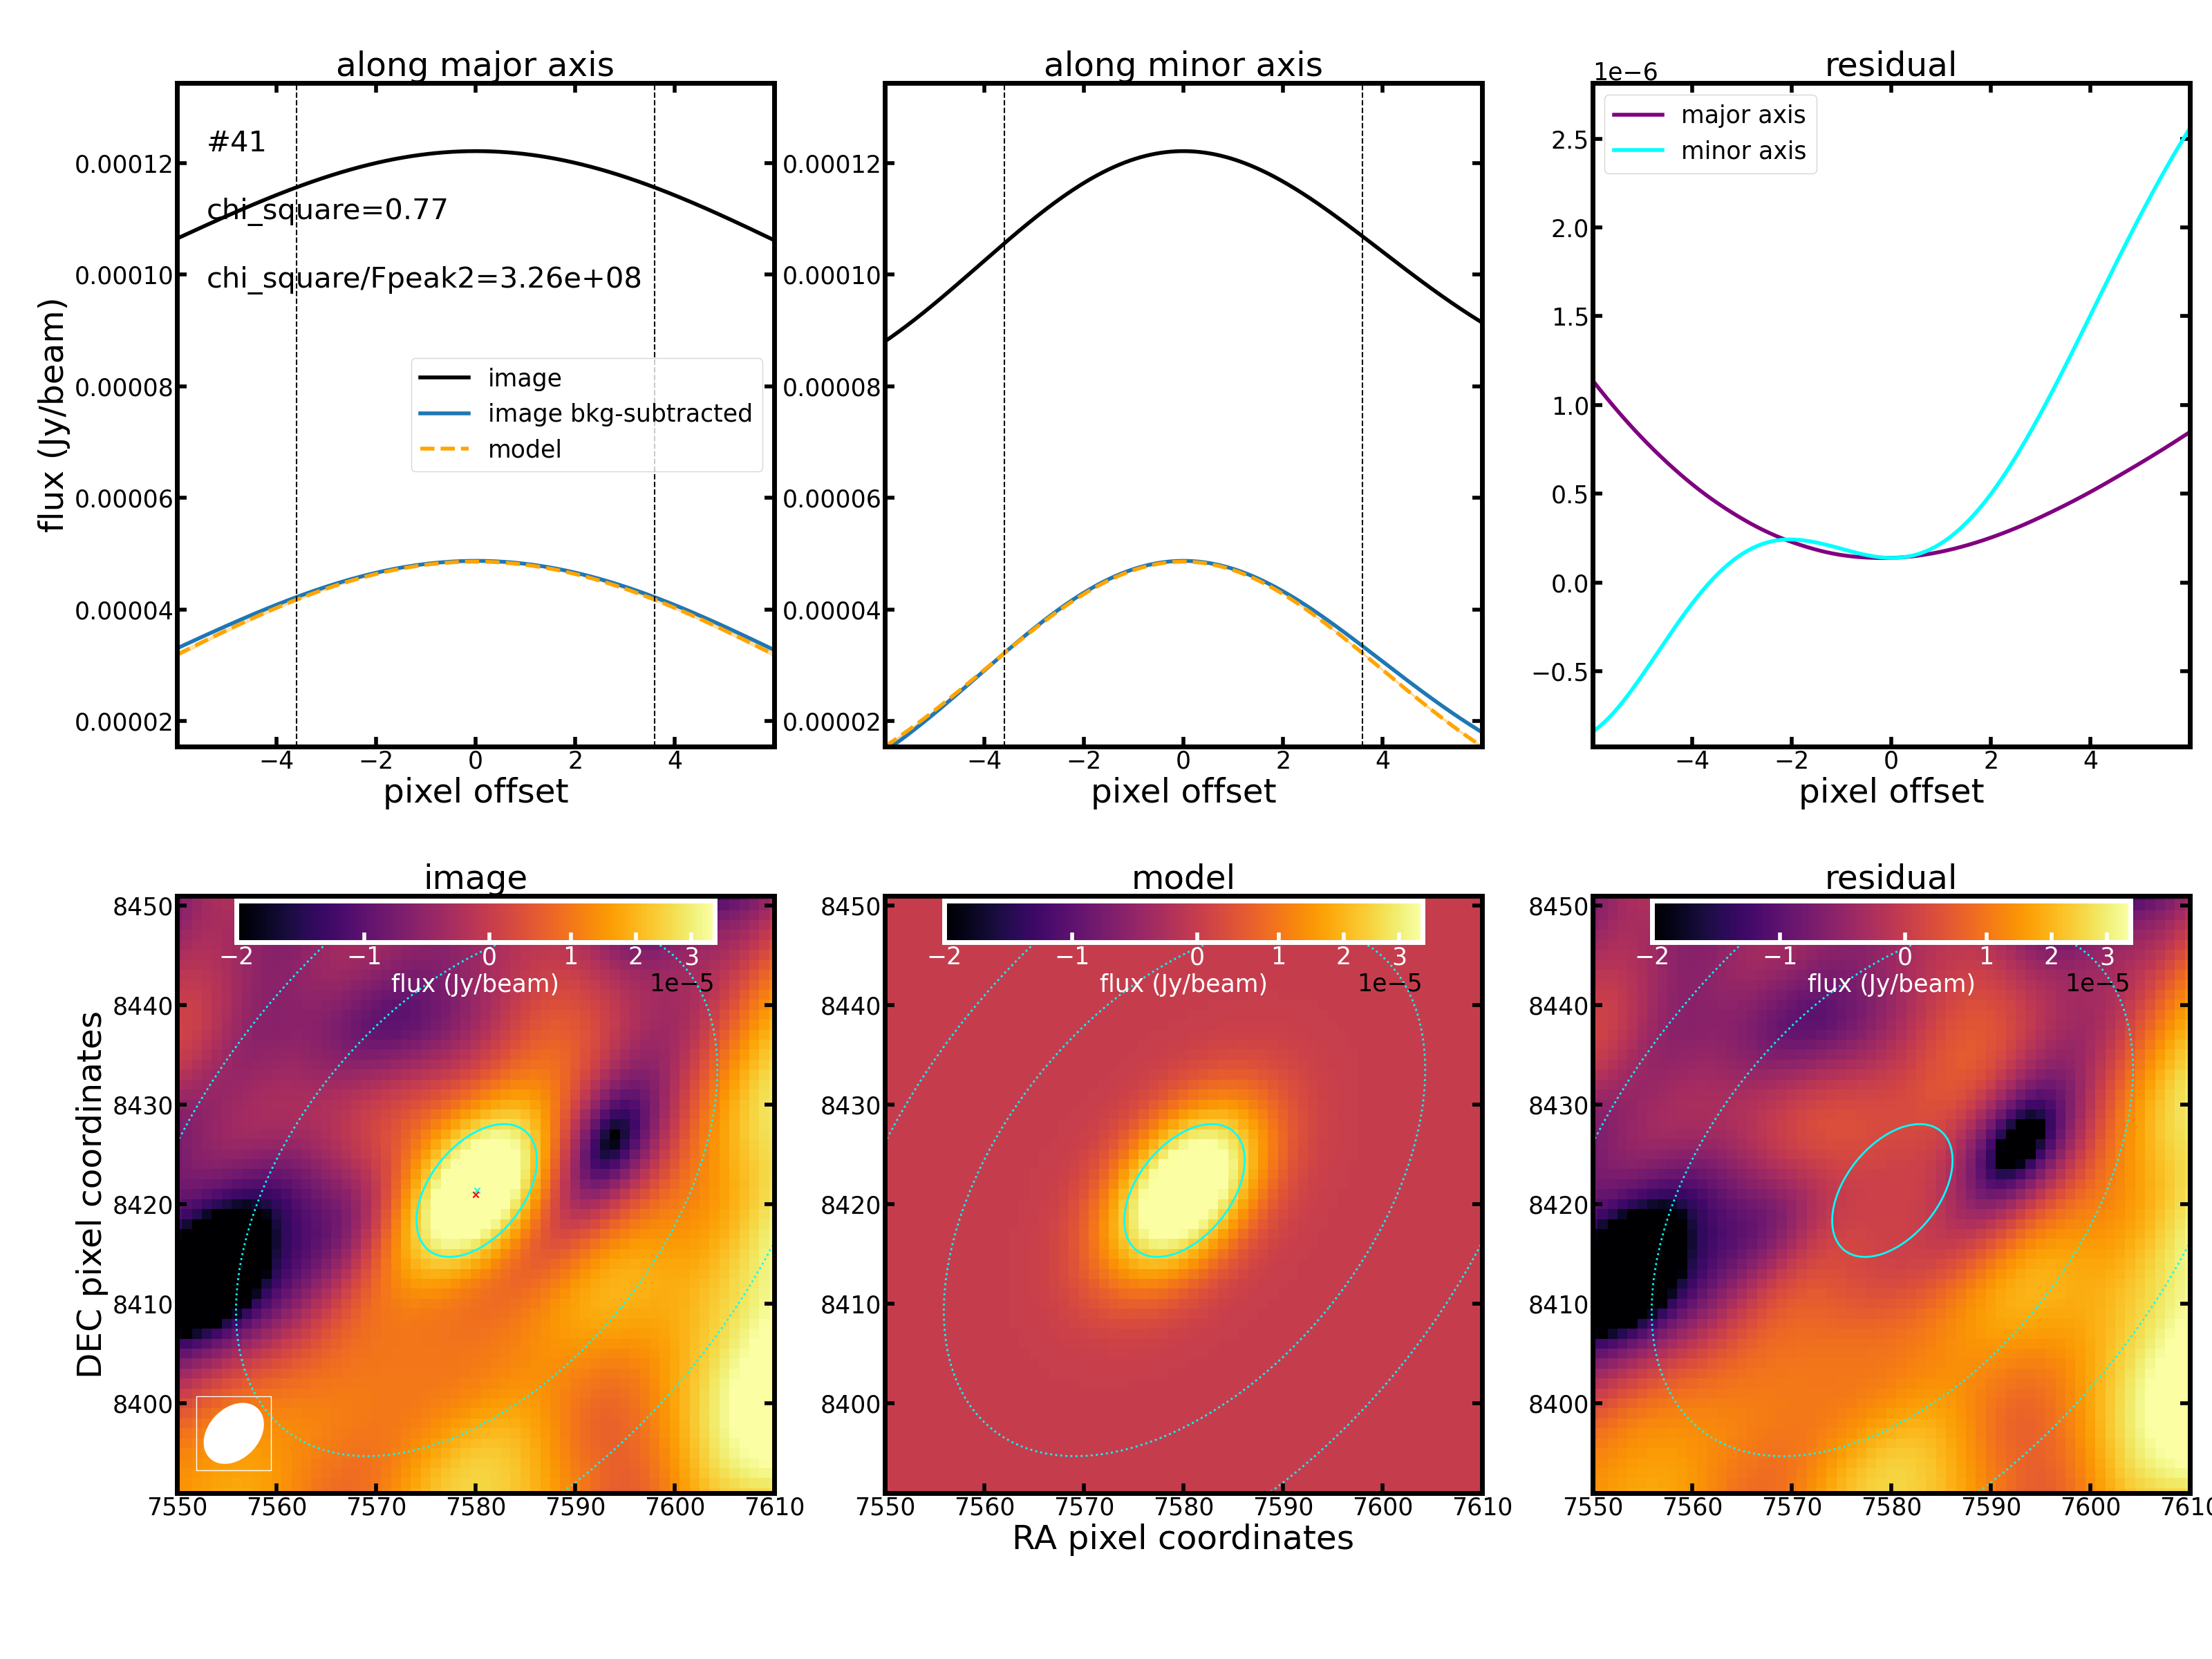 along major axis
along minor axis
residual
1e−6
#41
chi_square=0.77
chi_square/Fpeak2=3.26e+08
image
image bkg-subtracted
model
0.00012
0.00010
0.00008
0.00006
0.00004
0.00002
flux (Jy/beam)
−4 −2 0 2 4
pixel offset
0.00012
0.00010
0.00008
0.00006
0.00004
0.00002
−4 −2 0 2 4
pixel offset
major axis
minor axis
2.5
2.0
1.5
1.0
0.5
0.0
−0.5
−4 −2 0 2 4
pixel offset
image
−2 −1 0 1 2 3
flux (Jy/beam)
1e−5
8450
8440
8430
8420
8410
8400
DEC pixel coordinates
7550 7560 7570 7580 7590 7600 7610
model
−2 −1 0 1 2 3
flux (Jy/beam)
1e−5
8450
8440
8430
8420
8410
8400
7550 7560 7570 7580 7590 7600 7610
RA pixel coordinates
residual
−2 −1 0 1 2 3
flux (Jy/beam)
1e−5
8450
8440
8430
8420
8410
8400
7550 7560 7570 7580 7590 7600 7610